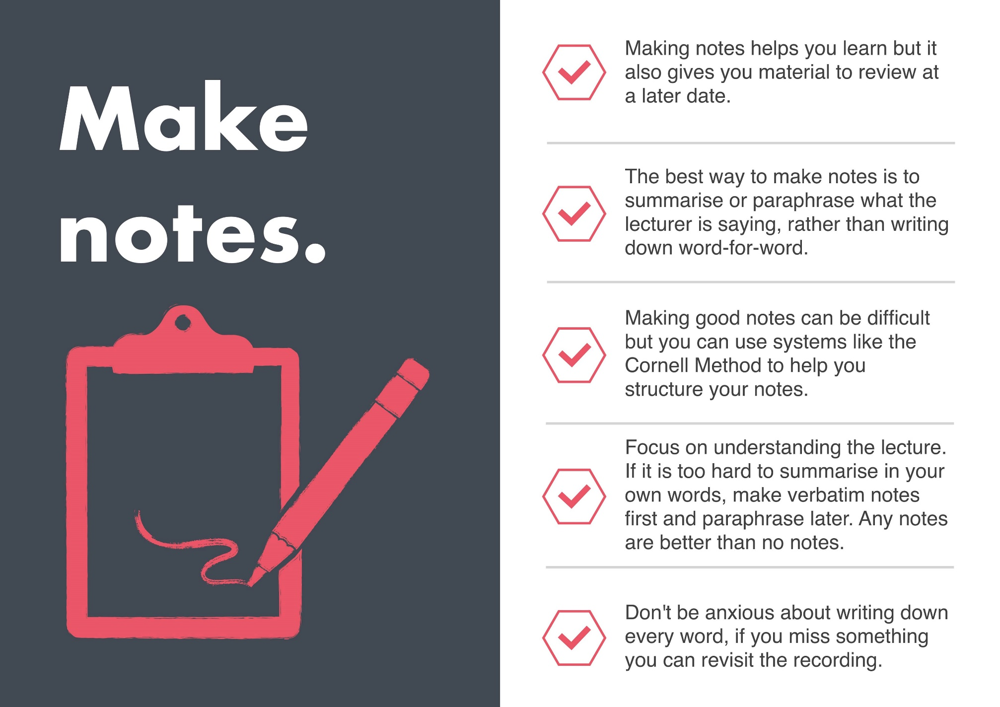 Make
notes.
Making notes helps you learn but it
also gives you material to review at
a later date.
The best way to make notes is to
summarise or paraphrase what the
lecturer is saying, rather than writing
down word-for-word.
Making good notes can be difficult
but you can use systems like the
Cornell Method to help you
structure your notes.
Focus on understanding the lecture.
If it is too hard to summarise in your
own words, make verbatim notes
first and paraphrase later. Any notes
are better than no notes.
Don't be anxious about writing down
every word, if you miss something
you can revisit the recording.